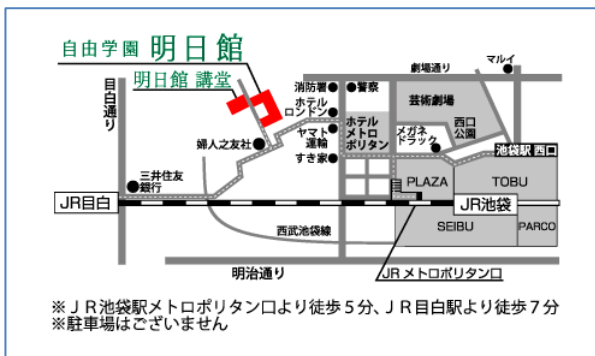 自由学園 明日館
明日館 講堂
目白通り
消防署
ホテル
ロンドン
ヤマト
運輸
すき家
警察
ホテル
メトロ
ポリタン
劇場通り
マルイ
芸術劇場
西口
公園
メガネ
ドラッグ
池袋駅 西口
婦人之友社
三井住友
銀行
PLAZA
TOBU
JR目白
JR池袋
SEIBU
PARCO
西武池袋線
明治通り
JR メトロポリタン口
※ＪＲ池袋駅メトロポリタン口より徒歩５分、ＪＲ目白駅より徒歩７分
※駐車場はございません